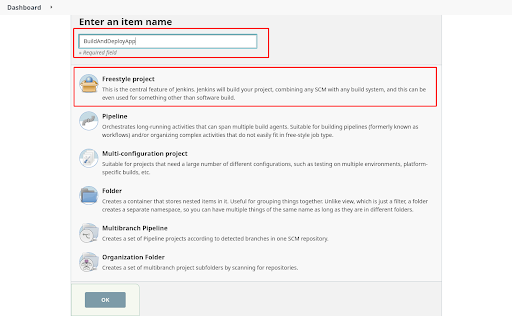 Dashboard
Enter an item name
BuildAndDeployApp
» Required field
Freestyle project
This is the central feature of Jenkins. Jenkins will build your project, combining any SCM with any build system, and this can be
even used for something other than software build.
Pipeline
Orchestrates long-running activities that can span multiple build agents. Suitable for building pipelines (formerly known as
workflows) and/or organizing complex activities that do not easily fit in free-style job type.
Multi-configuration project
Suitable for projects that need a large number of different configurations, such as testing on multiple environments, platform-
specific builds, etc.
Folder
Creates a container that stores nested items in it. Useful for grouping things together. Unlike view, which is just a filter, a folder
creates a separate namespace, so you can have multiple things of the same name as long as they are in different folders.
Multibranch Pipeline
Creates a set of Pipeline projects according to detected branches in one SCM repository.
Organization Folder
Creates a set of multibranch project subfolders by scanning for repositories.
OK